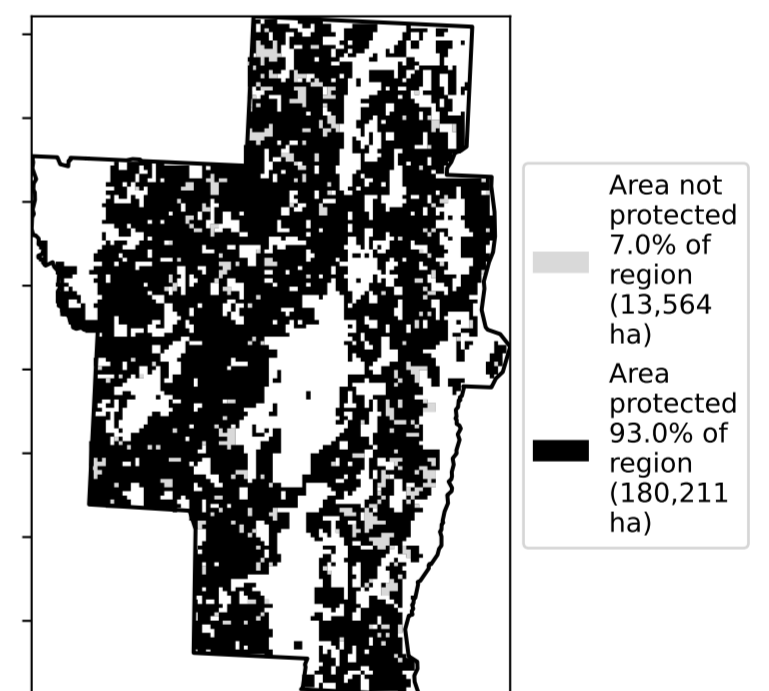 Area not
protected
7.0% of
region
(13,564
ha)
Area
protected
93.0% of
region
(180,211
ha)